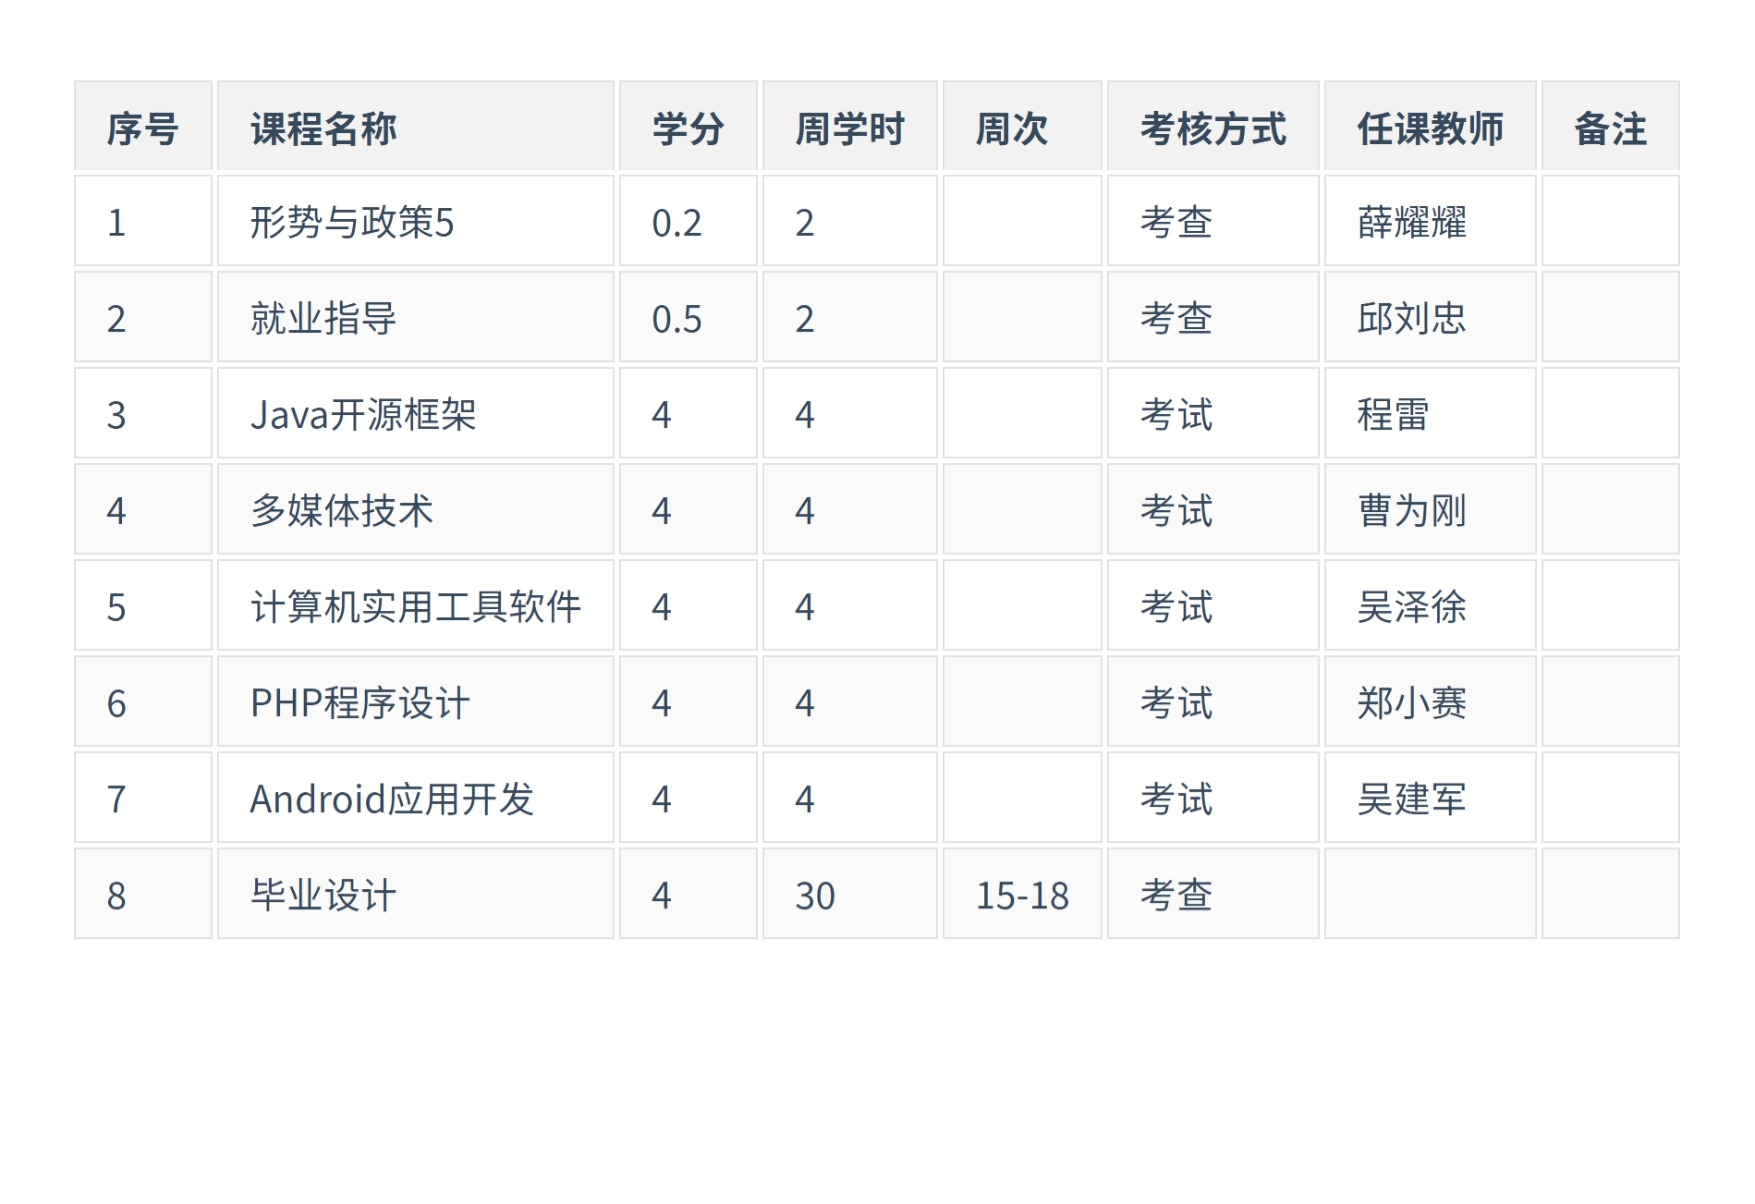 序号 课程名称 学分 周学时 周次 考核方式 任课教师 备注
1 形势与政策5 0.2 2 考查 薛耀耀
2 就业指导 0.5 2 考查 邱刘忠
3 Java开源框架 4 4 考试 程雷
4 多媒体技术 4 4 考试 曹为刚
5 计算机实用工具软件 4 4 考试 吴泽徐
6 PHP程序设计 4 4 考试 郑小赛
7 Android应用开发 4 4 考试 吴建军
8 毕业设计 4 30 15-18 考查